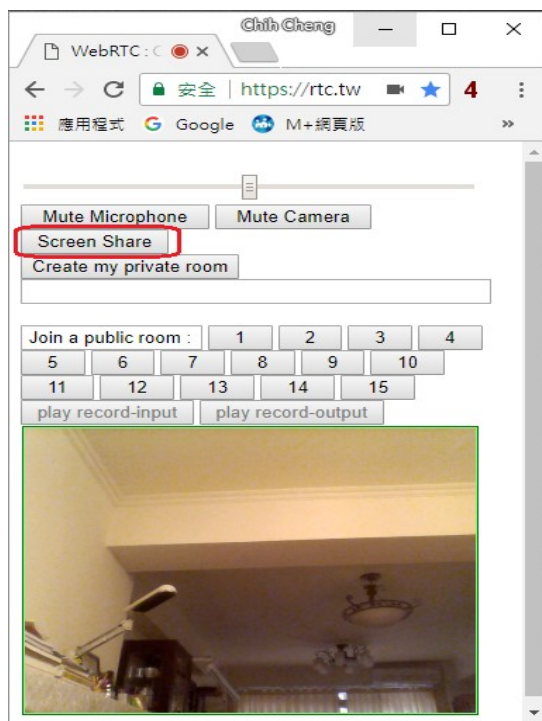 Chih Cheng
WebRTC : C
安全 | https://rtc.tw 4
應用程式 G Google M+網頁版 »
Mute Microphone Mute Camera
Screen Share
Create my private room
Join a public room : 1 2 3 4
5 6 7 8 9 10
11 12 13 14 15
play record-input play record-output